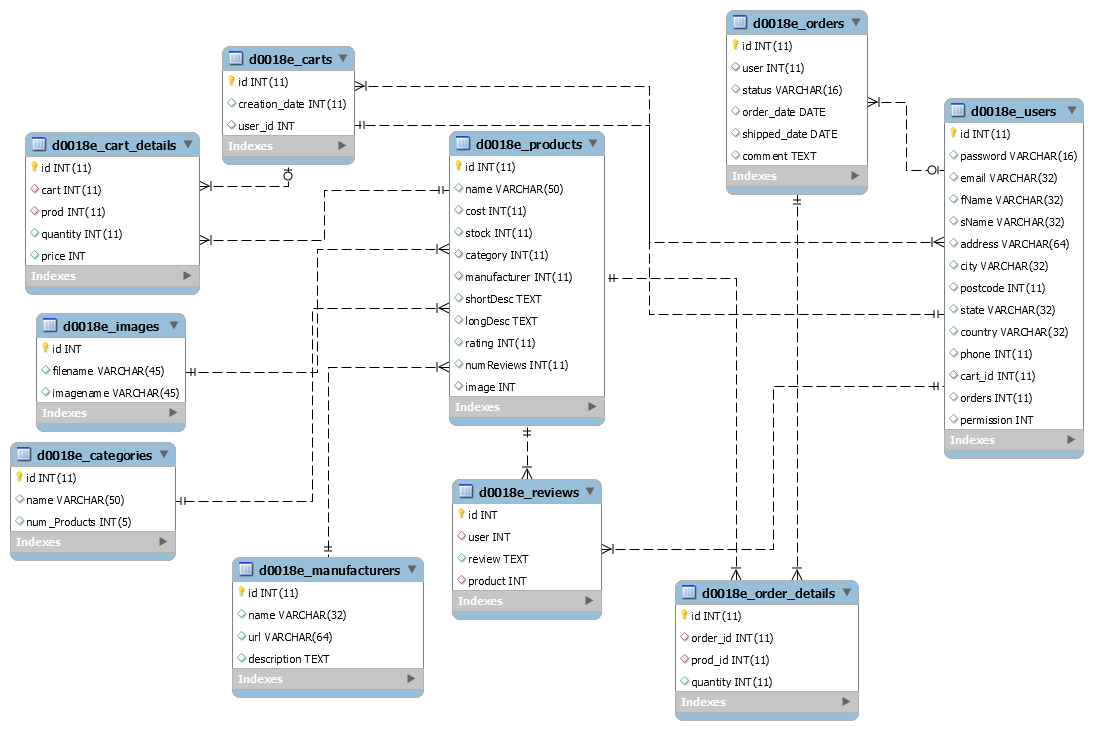 d0018e_orders
id INT(11)
user INT(11)
status VARCHAR(16)
order_date DATE
shipped_date DATE
comment TEXT
Indexes
d0018e_carts
id INT(11)
creation_date INT(11)
user_id INT
Indexes
d0018e_users
id INT(11)
password VARCHAR(16)
email VARCHAR(32)
fName VARCHAR(32)
sName VARCHAR(32)
address VARCHAR(64)
city VARCHAR(32)
postcode INT(11)
state VARCHAR(32)
country VARCHAR(32)
phone INT(11)
cart_id INT(11)
orders INT(11)
permission INT
Indexes
d0018e_cart_details
id INT(11)
cart INT(11)
prod INT(11)
quantity INT(11)
price INT
Indexes
d0018e_products
id INT(11)
name VARCHAR(50)
cost INT(11)
stock INT(11)
category INT(11)
manufacturer INT(11)
shortDesc TEXT
longDesc TEXT
rating INT(11)
numReviews INT(11)
image INT
Indexes
d0018e_images
id INT
filename VARCHAR(45)
imagename VARCHAR(45)
Indexes
d0018e_categories
id INT(11)
name VARCHAR(50)
num_Products INT(5)
Indexes
d0018e_reviews
id INT
user INT
review TEXT
product INT
Indexes
d0018e_manufacturers
id INT(11)
name VARCHAR(32)
url VARCHAR(64)
description TEXT
Indexes
d0018e_order_details
id INT(11)
order_id INT(11)
prod_id INT(11)
quantity INT(11)
Indexes